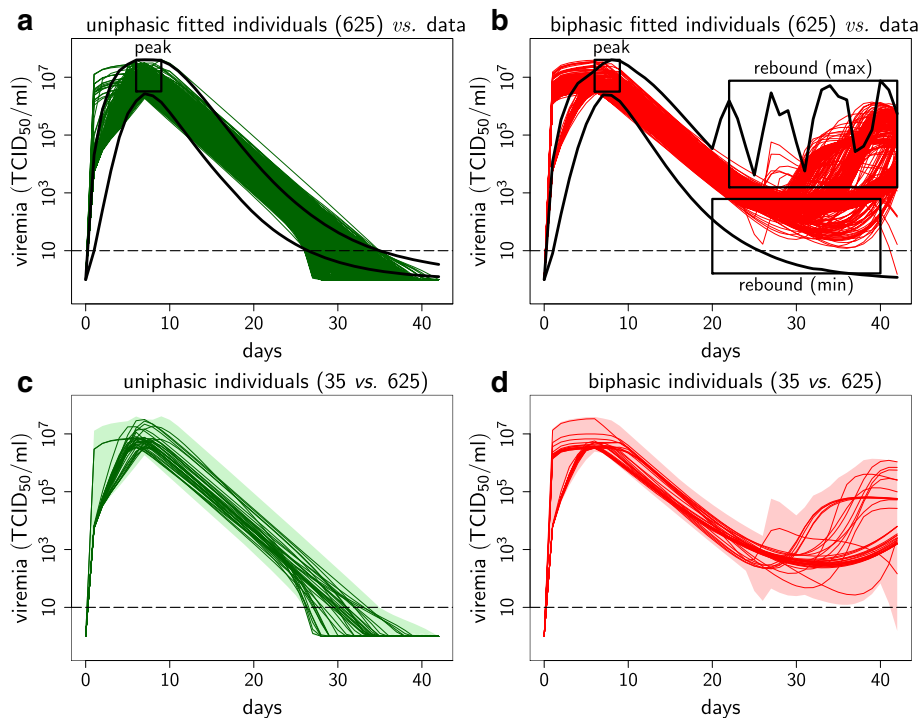 a
uniphasic fitted individuals (625) vs. data
peak
viremia (TCID50/ml)
10^7
10^5
10^3
10
0 10 20 30 40
days
b
biphasic fitted individuals (625) vs. data
peak
rebound (max)
rebound (min)
viremia (TCID50/ml)
10^7
10^5
10^3
10
0 10 20 30 40
days
c
uniphasic individuals (35 vs. 625)
viremia (TCID50/ml)
10^7
10^5
10^3
10
0 10 20 30 40
days
d
biphasic individuals (35 vs. 625)
viremia (TCID50/ml)
10^7
10^5
10^3
10
0 10 20 30 40
days